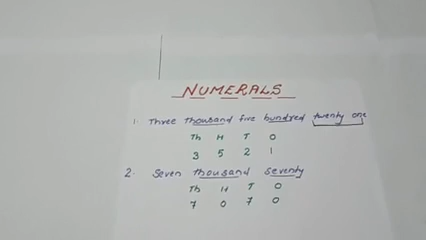 NUMERALS
1. Three thousand five hundred twenty one
Th H T O
3 5 2 1
2. Seven thousand seventy
Th H T O
7 0 7 0